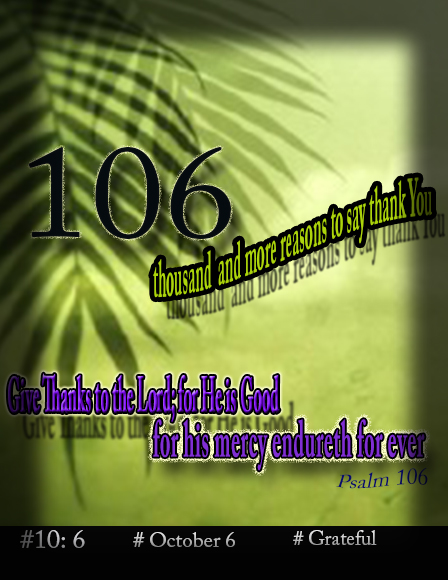 106
thousand and more reasons to say thank You
Give Thanks to the Lord; for He is Good
for his mercy endureth for ever
Psalm 106
#10: 6 # October 6 # Grateful